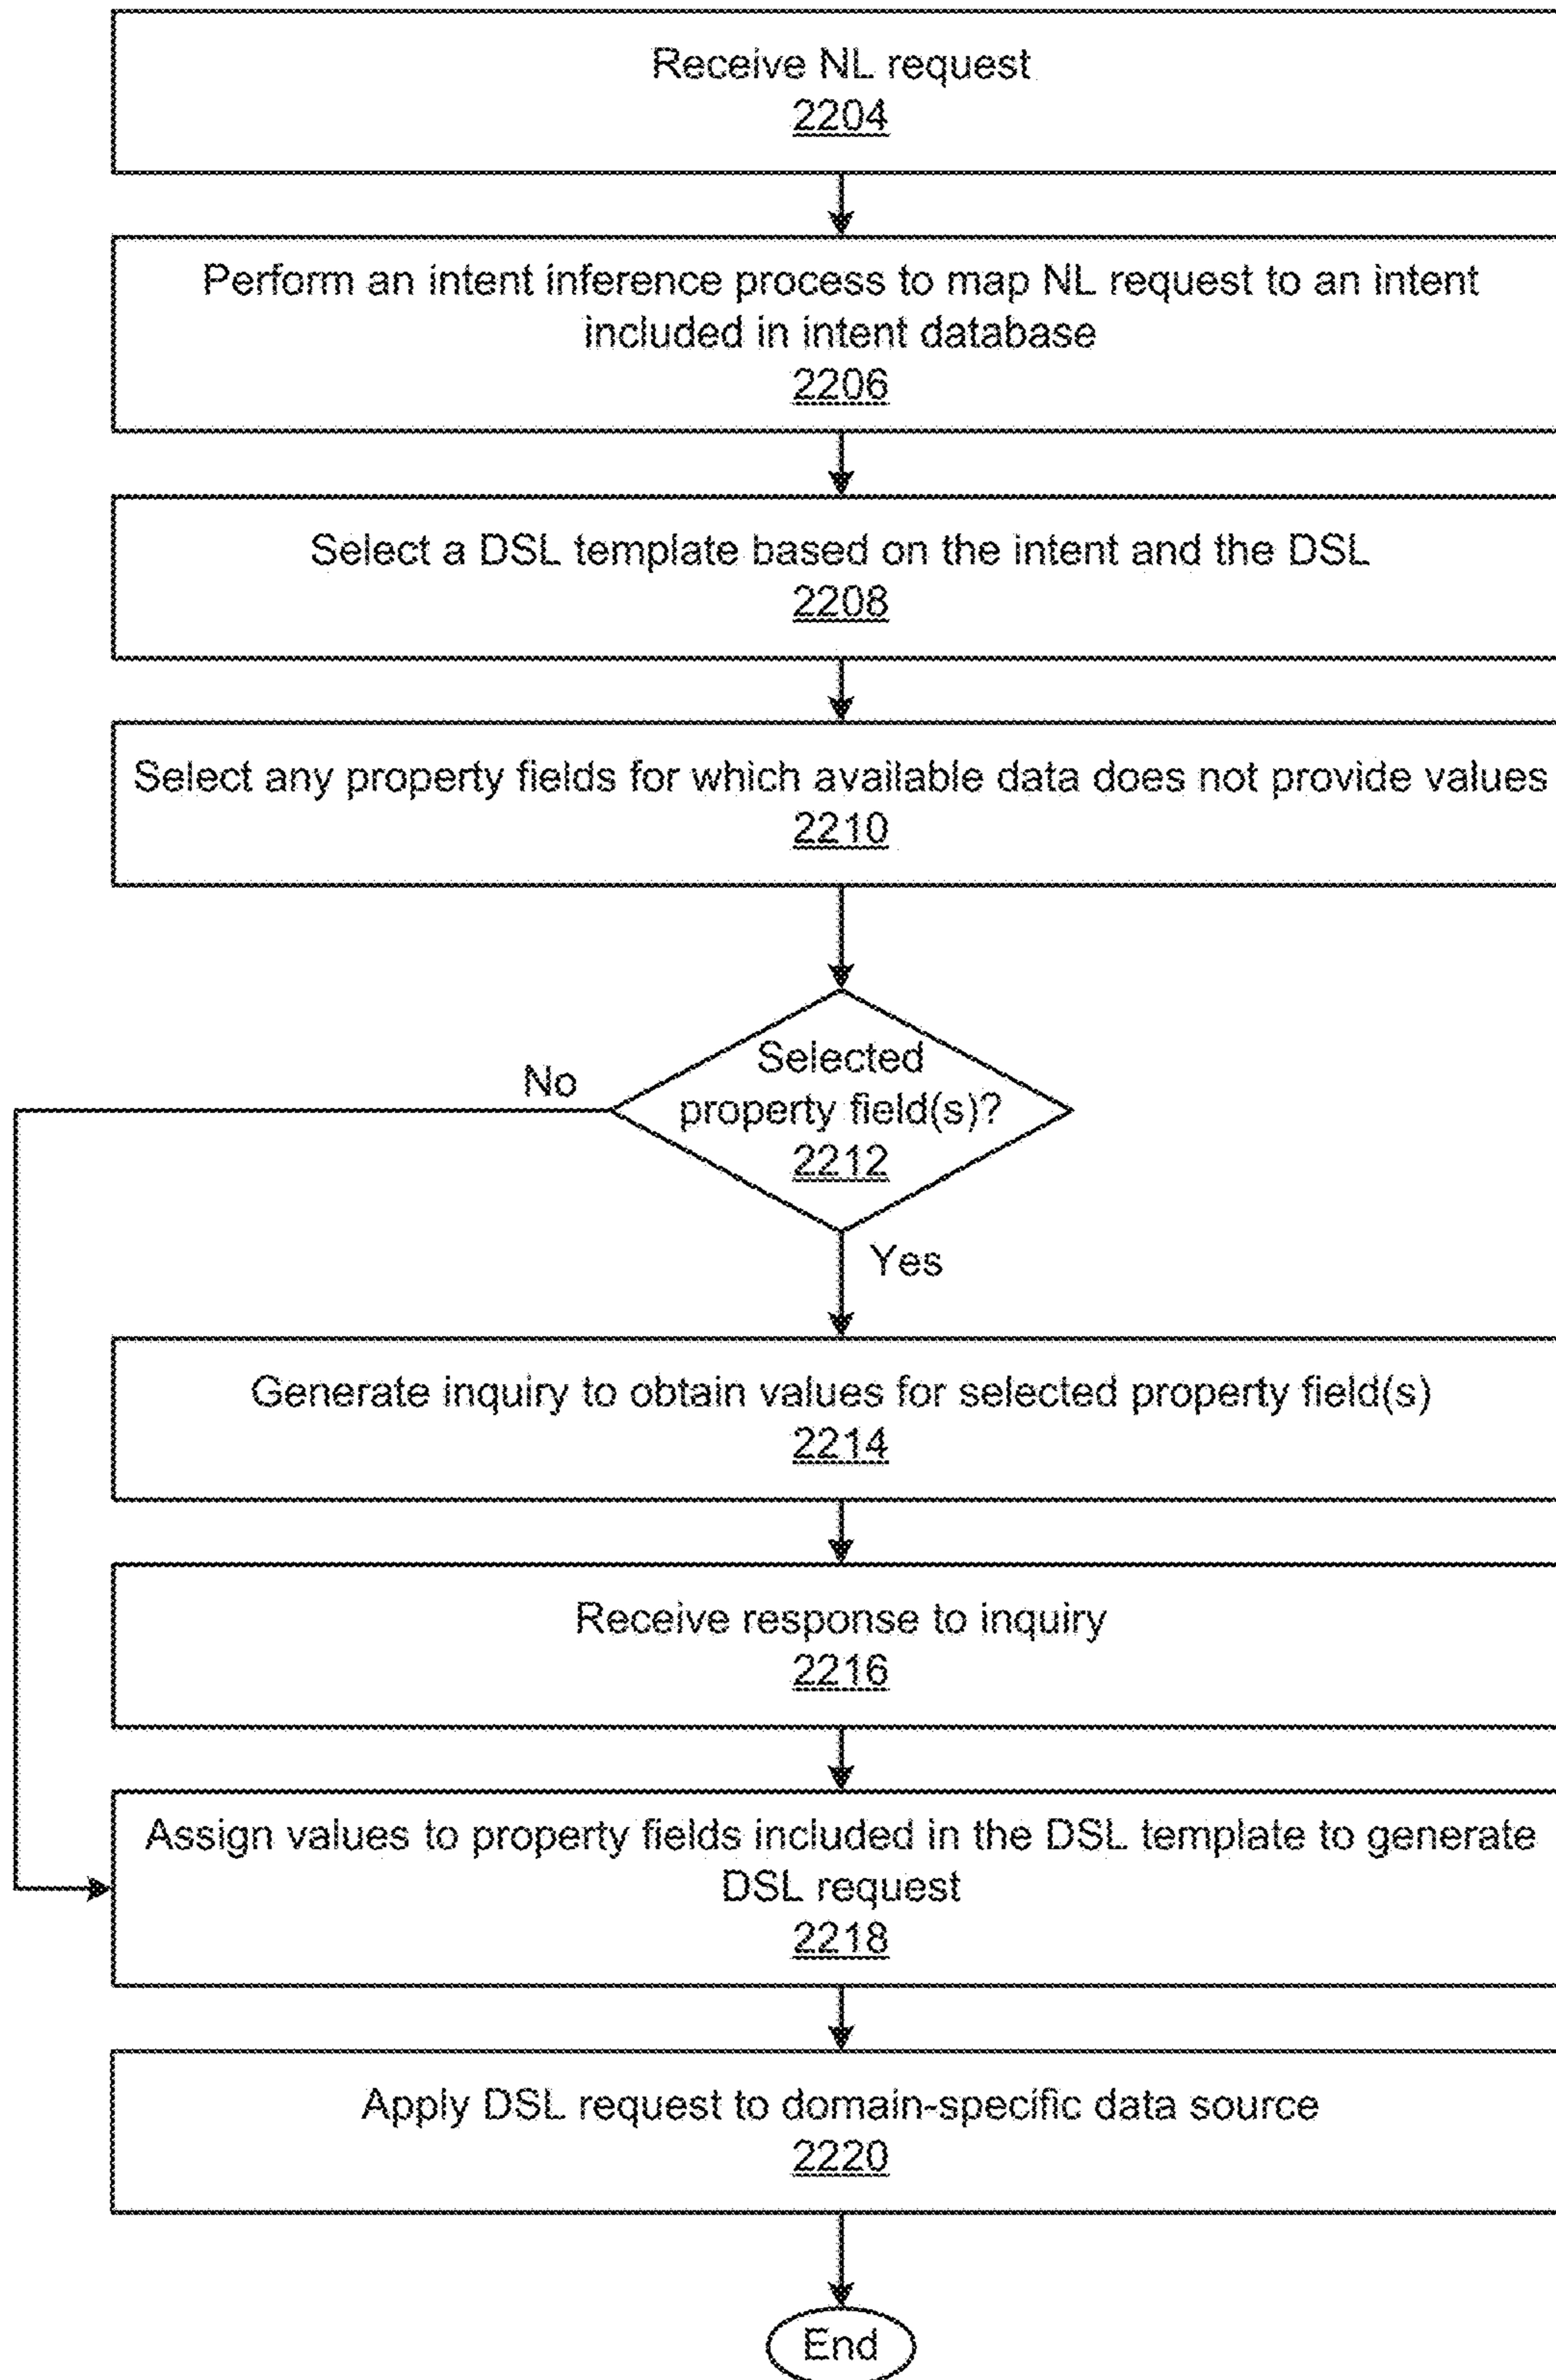 Receive NL request
2204
Perform an intent inference process to map NL request to an intent
included in intent database
2206
Select a DSL template based on the intent and the DSL
2208
Select any property fields for which available data does not provide values
2210
Selected
property field(s)?
2212
No
Yes
Generate inquiry to obtain values for selected property field(s)
2214
Receive response to inquiry
2216
Assign values to property fields included in the DSL template to generate
DSL request
2218
Apply DSL request to domain-specific data source
2220
End